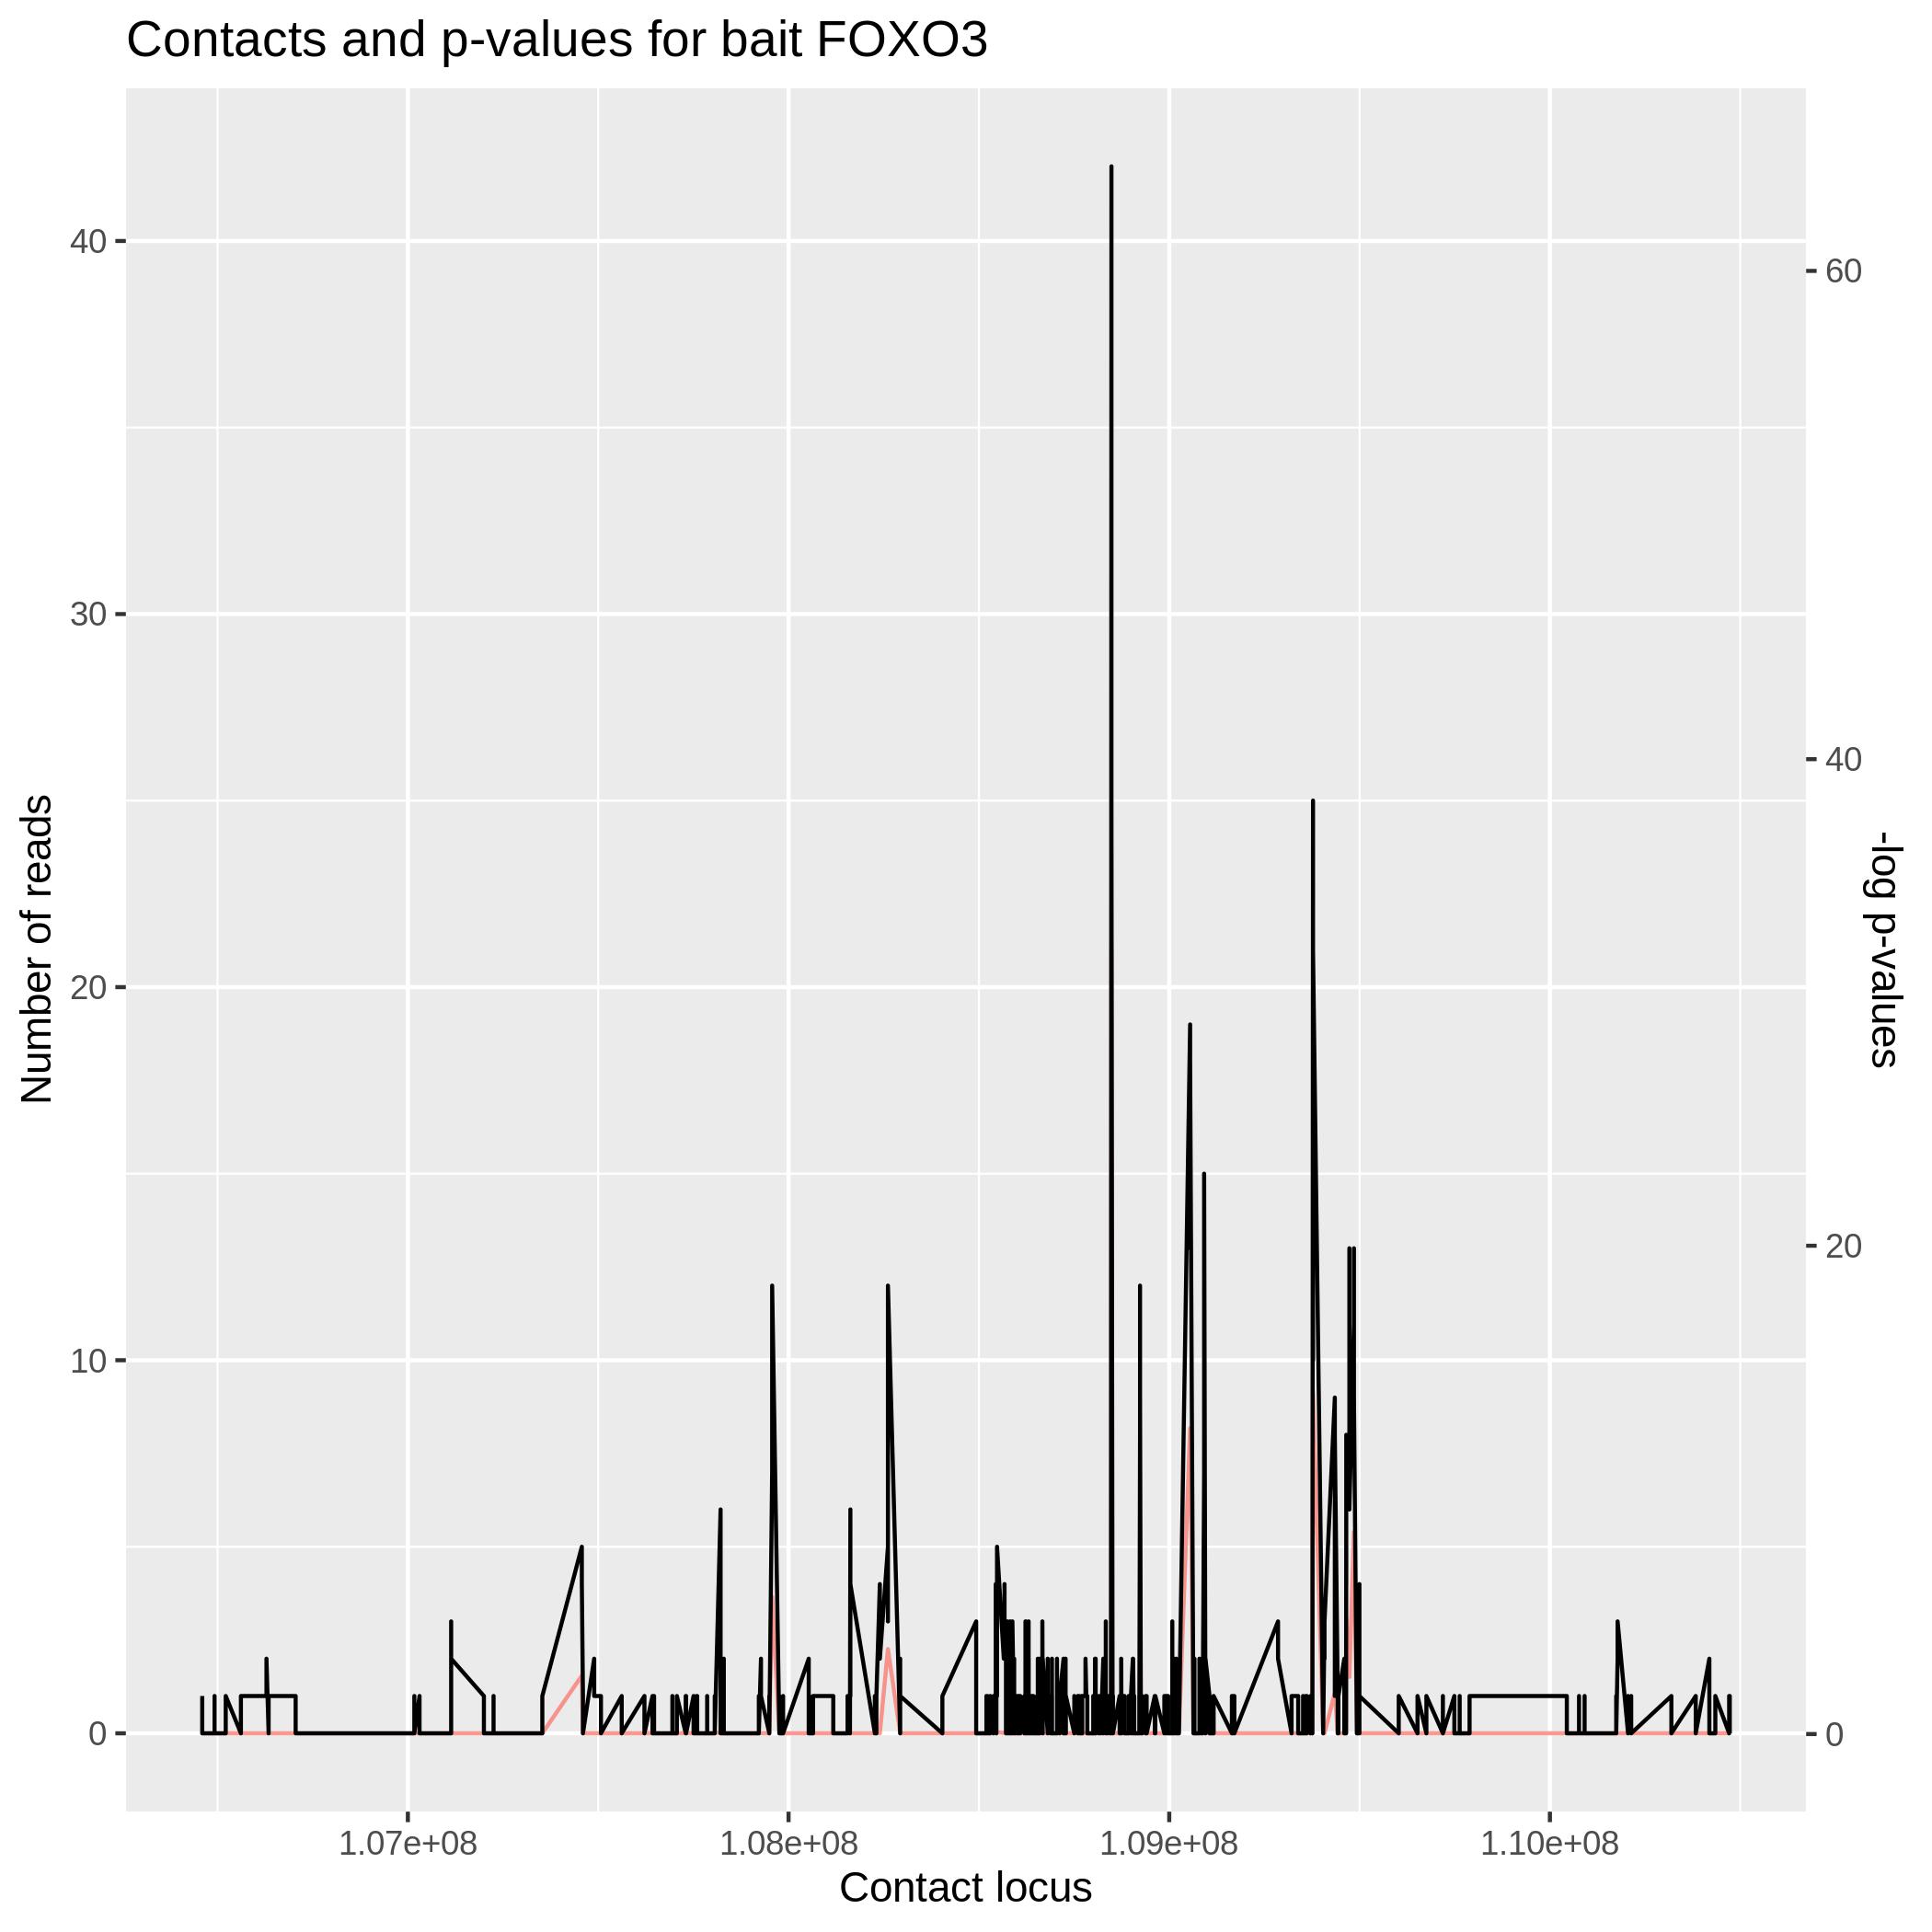 Contacts and p-values for bait FOXO3
Number of reads
40
30
20
10
0
60
40
20
0
-log p-values
1.07e+08
1.08e+08
1.09e+08
1.10e+08
Contact locus